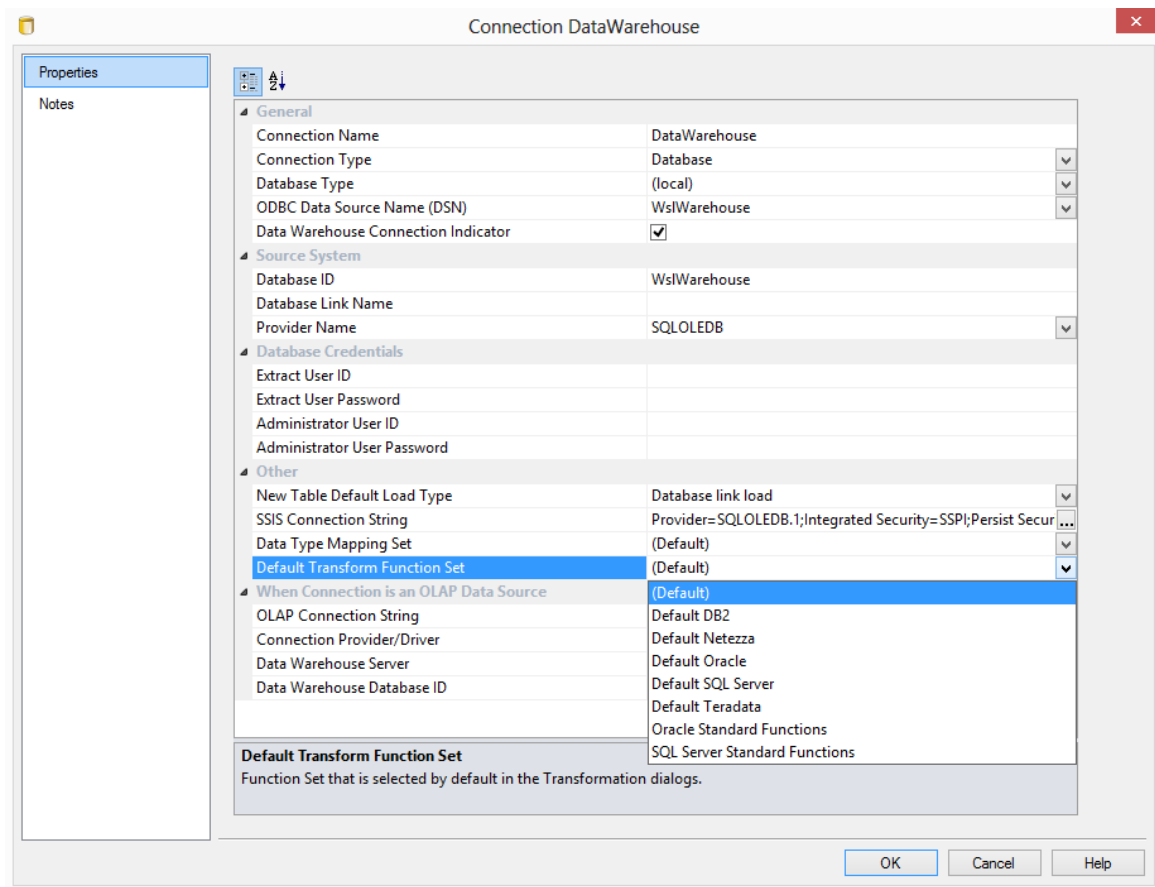 Connection DataWarehouse
Properties
Notes
General
Connection Name DataWarehouse
Connection Type Database
Database Type (local)
ODBC Data Source Name (DSN) WslWarehouse
Data Warehouse Connection Indicator
Source System
Database ID WslWarehouse
Database Link Name
Provider Name SQLOLEDB
Database Credentials
Extract User ID
Extract User Password
Administrator User ID
Administrator User Password
Other
New Table Default Load Type Database link load
SSIS Connection String Provider=SQLOLEDB.1;Integrated Security=SSPI;Persist Secur ...
Data Type Mapping Set (Default)
Default Transform Function Set (Default)
When Connection is an OLAP Data Source (Default)
OLAP Connection String Default DB2
Connection Provider/Driver Default Netezza
Data Warehouse Server Default Oracle
Data Warehouse Database ID Default SQL Server
Default Teradata
Oracle Standard Functions
SQL Server Standard Functions
Default Transform Function Set
Function Set that is selected by default in the Transformation dialogs.
OK Cancel Help